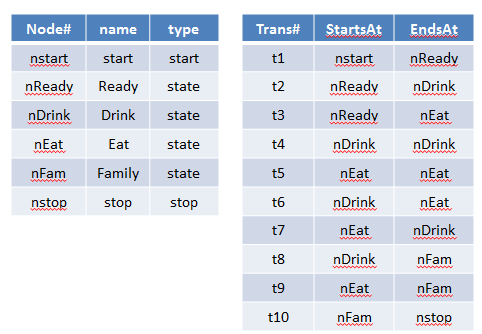 Node# name type
nstart start start
nReady Ready state
nDrink Drink state
nEat Eat state
nFam Family state
nstop stop stop
Trans# StartsAt EndsAt
t1 nstart nReady
t2 nReady nDrink
t3 nReady nEat
t4 nDrink nDrink
t5 nEat nEat
t6 nDrink nEat
t7 nEat nDrink
t8 nDrink nFam
t9 nEat nFam
t10 nFam nstop